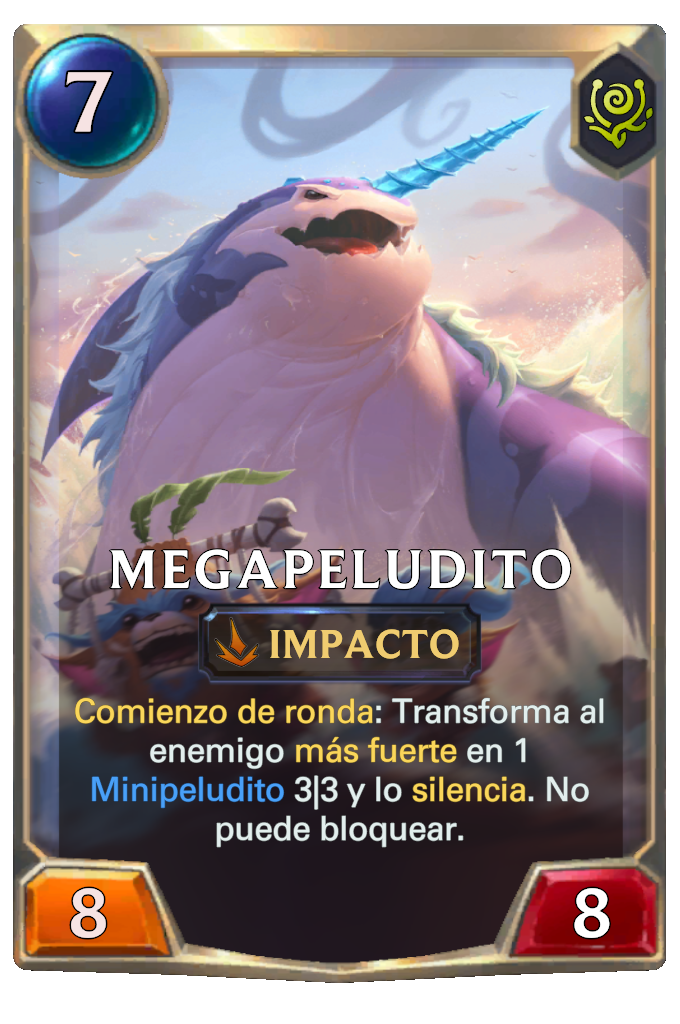 7
MEGAPELUDITO
IMPACTO
Comienzo de ronda: Transforma al
enemigo más fuerte en 1
Minipeludito 3|3 y lo silencia. No
puede bloquear.
8
8